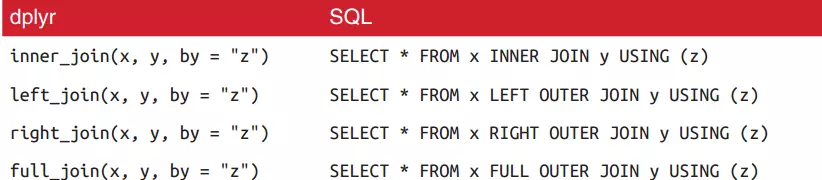 dplyr SQL
inner_join(x, y, by = "z") SELECT * FROM x INNER JOIN y USING (z)
left_join(x, y, by = "z") SELECT * FROM x LEFT OUTER JOIN y USING (z)
right_join(x, y, by = "z") SELECT * FROM x RIGHT OUTER JOIN y USING (z)
full_join(x, y, by = "z") SELECT * FROM x FULL OUTER JOIN y USING (z)